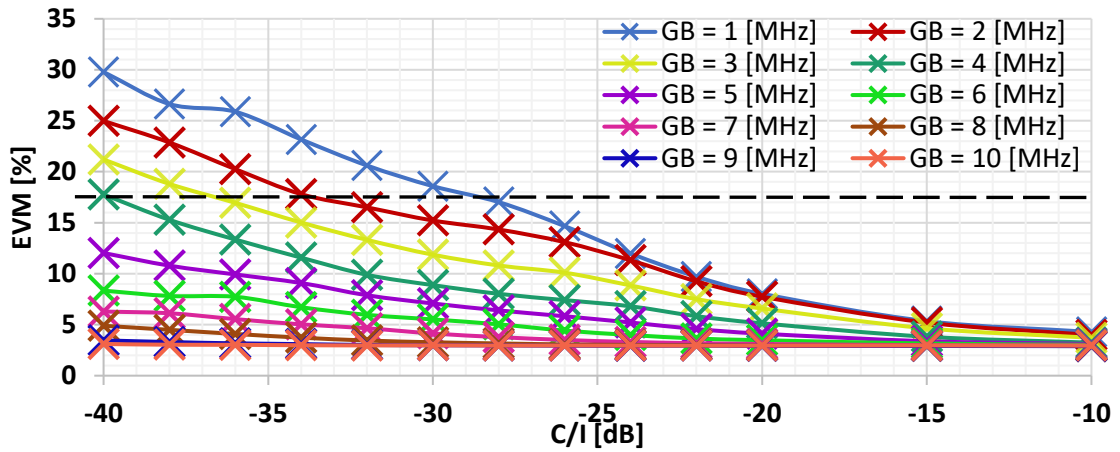 35
30
25
20
15
10
5
0
EVM [%]
GB = 1 [MHz] GB = 2 [MHz]
GB = 3 [MHz] GB = 4 [MHz]
GB = 5 [MHz] GB = 6 [MHz]
GB = 7 [MHz] GB = 8 [MHz]
GB = 9 [MHz] GB = 10 [MHz]
-40 -35 -30 -25 -20 -15 -10
C/I [dB]